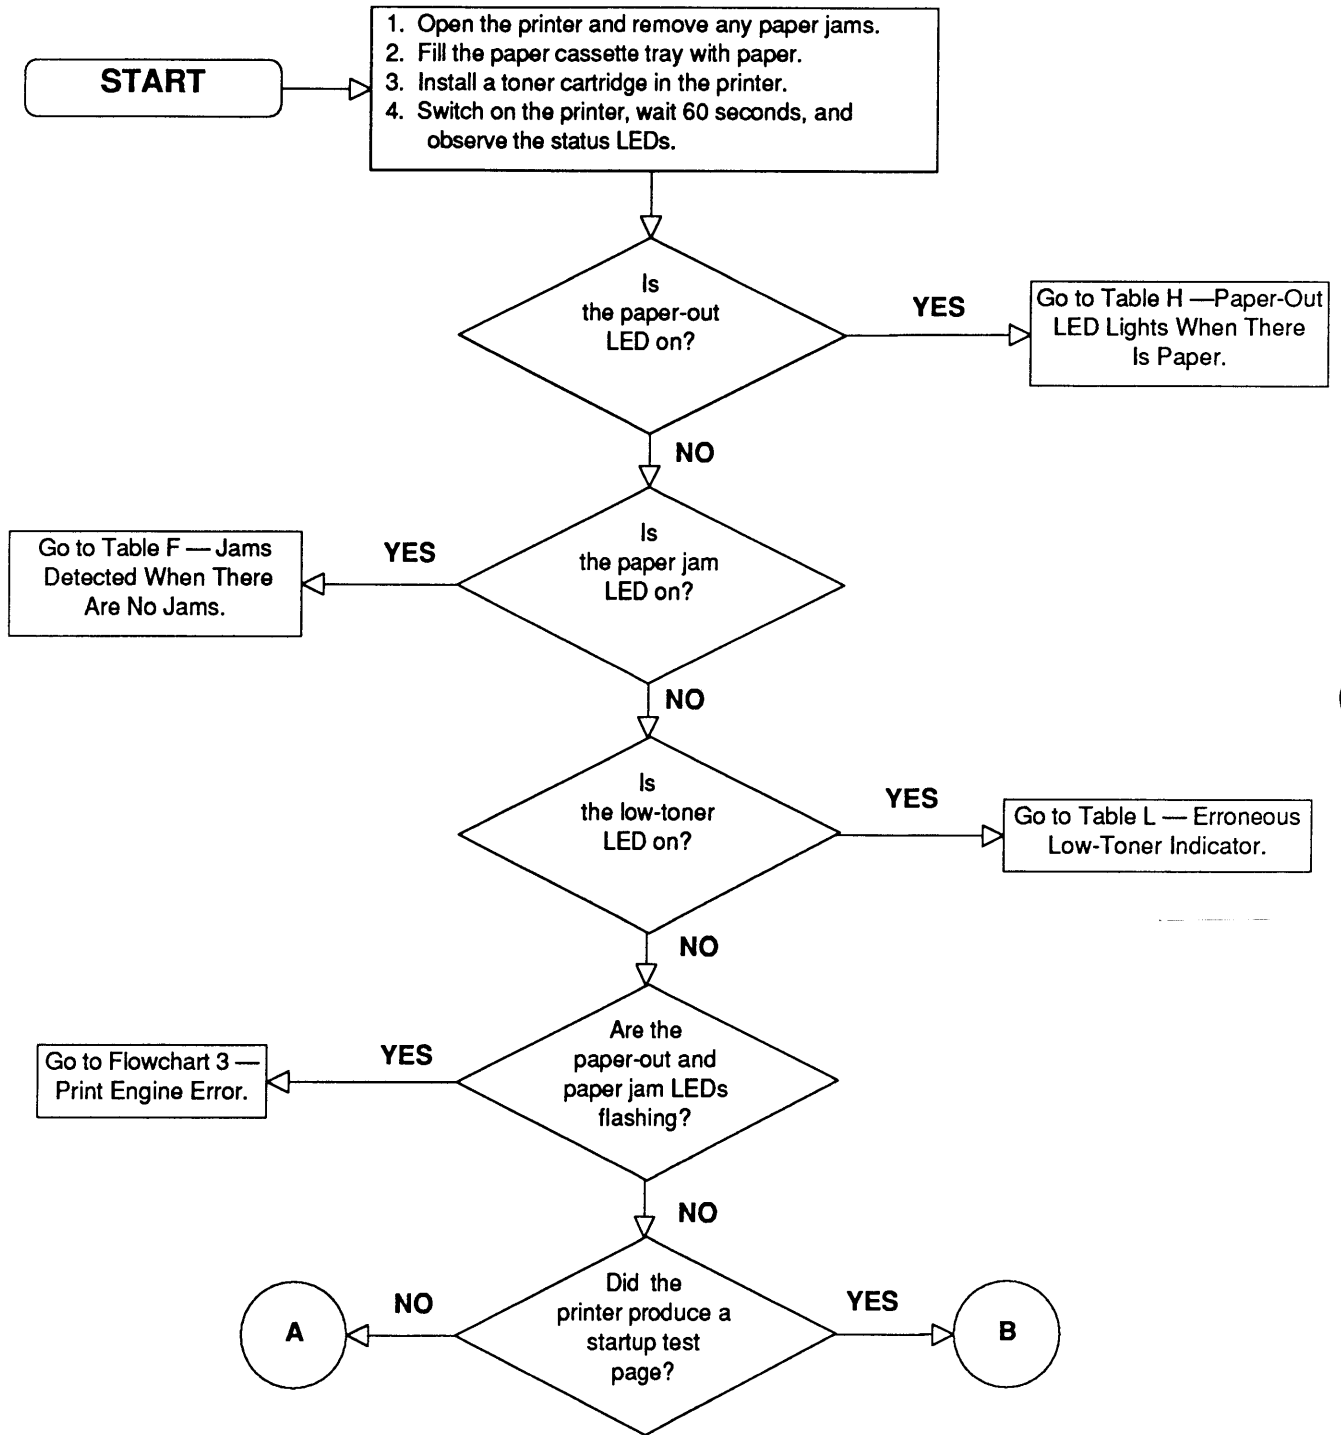 START
1. Open the printer and remove any paper jams.
2. Fill the paper cassette tray with paper.
3. Install a toner cartridge in the printer.
4. Switch on the printer, wait 60 seconds, and
observe the status LEDs.
Is
the paper-out
LED on?
YES
Go to Table H —Paper-Out
LED Lights When There
Is Paper.
NO
Is
the paper jam
LED on?
YES
Go to Table F — Jams
Detected When There
Are No Jams.
NO
Is
the low-toner
LED on?
YES
Go to Table L — Erroneous
Low-Toner Indicator.
NO
Are the
paper-out and
paper jam LEDs
flashing?
YES
Go to Flowchart 3 —
Print Engine Error.
NO
Did the
printer produce a
startup test
page?
NO
A
YES
B